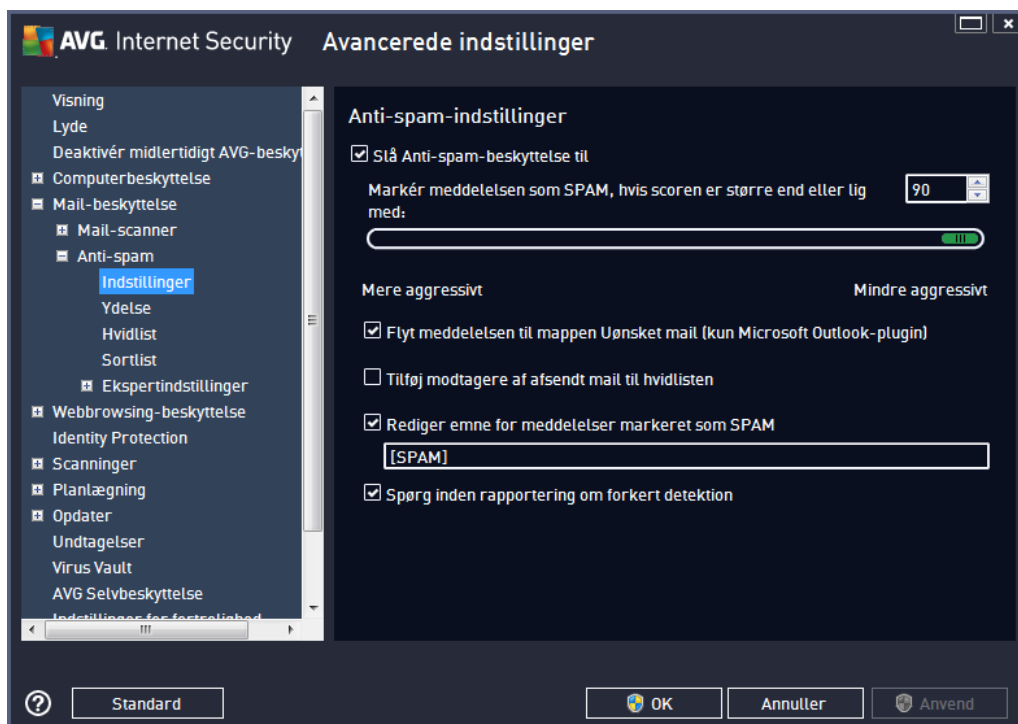 AVG. Internet Security Avancerede indstillinger
Visning
Lyde
Deaktivér midlertidigt AVG-besky
Computerbeskyttelse
Mail-beskyttelse
Mail-scanner
Anti-spam
Indstillinger
Ydelse
Hvidlist
Sortlist
Ekspertindstillinger
Webbrowsing-beskyttelse
Identity Protection
Scanninger
Planlægning
Opdater
Undtagelser
Virus Vault
AVG Selvbeskyttelse
Indstillinger for fortrolighed
Anti-spam-indstillinger
Slå Anti-spam-beskyttelse til
Markér meddelelsen som SPAM, hvis scoren er større end eller lig
med:
90
Mere aggressivt Mindre aggressivt
Flyt meddelelsen til mappen Uønsket mail (kun Microsoft Outlook-plugin)
Tilføj modtagere af afsendt mail til hvidlisten
Rediger emne for meddelelser markeret som SPAM
[SPAM]
Spørg inden rapportering om forkert detektion
? Standard OK Annuller Anvend